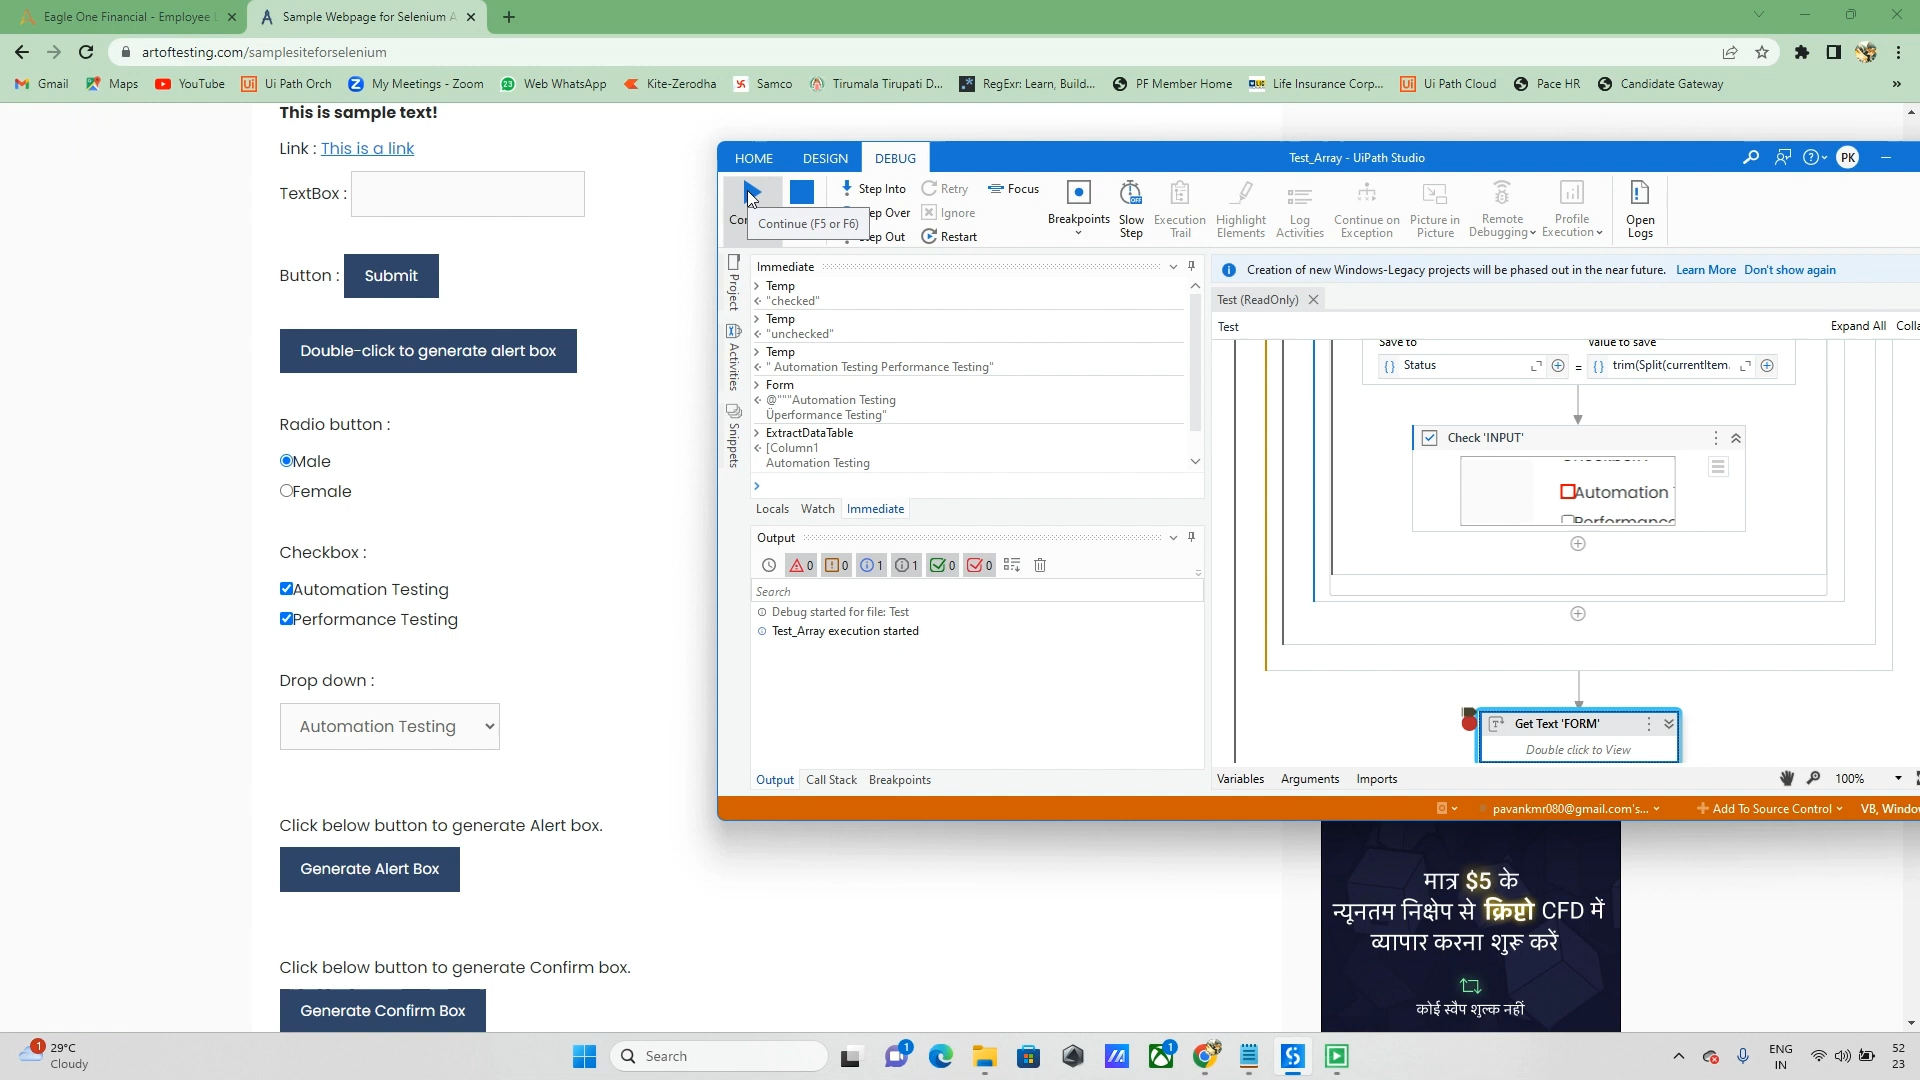 Eagle One Financial - Employee
Sample Webpage for Selenium A
artoftesting.com/samplesiteforselenium
Gmail
Maps
YouTube
Ui Path Orch
My Meetings - Zoom
Web WhatsApp
Kite-Zerodha
Samco
Tirumala Tirupati D...
RegExr: Learn, Build...
PF Member Home
Life Insurance Corp...
Ui Path Cloud
Pace HR
Candidate Gateway
»
This is sample text!
Link : This is a link
TextBox :
Button : Submit
Double-click to generate alert box
Radio button :
Male
Female
Checkbox :
Automation Testing
Performance Testing
Drop down :
Automation Testing
Click below button to generate Alert box.
Generate Alert Box
Click below button to generate Confirm box.
Generate Confirm Box
HOME DESIGN DEBUG
Test_Array - UiPath Studio
PK
Con
Continue (F5 or F6)
Step Into
ep Over
ep Out
Retry
Ignore
Restart
Focus
Breakpoints
Slow Step
Execution Trail
Highlight Elements
Log Activities
Continue on Exception
Picture in Picture
Remote Debugging
Profile Execution
Open Logs
Project
Activities
Snippets
Immediate
Temp
"checked"
Temp
"unchecked"
Temp
" Automation Testing Performance Testing"
Form
@"""Automation Testing
Üperformance Testing"
ExtractDataTable
[Column1
Automation Testing
Locals Watch Immediate
Output
0 0 1 1 0 0
Search
Debug started for file: Test
Test_Array execution started
Output Call Stack Breakpoints
Creation of new Windows-Legacy projects will be phased out in the near future. Learn More Don't show again
Test (ReadOnly)
Test
Expand All Colla
Save to
Value to save
Status = trim(Split(currentItem.
Check 'INPUT'
Automation
Performance
Get Text 'FORM'
Double click to View
Variables Arguments Imports
100%
pavankmr080@gmail.com's...
Add To Source Control
VB, Window
मात्र $5 के
न्यूनतम निक्षेप से क्रिप्टो CFD में
व्यापार करना शुरू करें
कोई स्वैप शुल्क नहीं
1
29°C
Cloudy
Search
1
1
ENG
IN
52
23